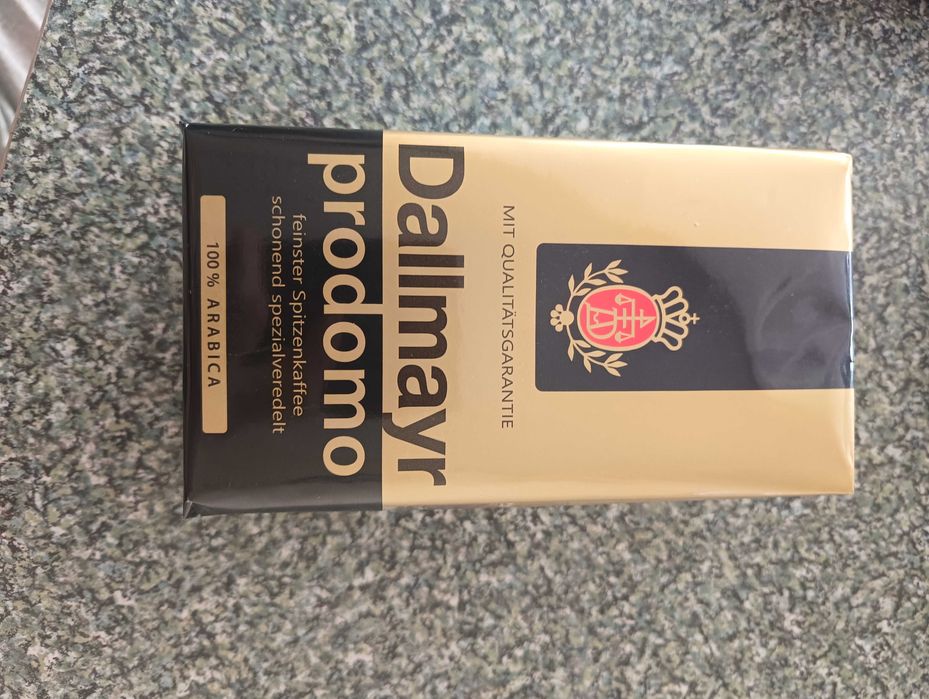 MIT QUALITÄTSGARANTIE
Dallmayr
prodomo
feinster Spitzenkaffee
schonend spezialveredelt
100% ARABICA